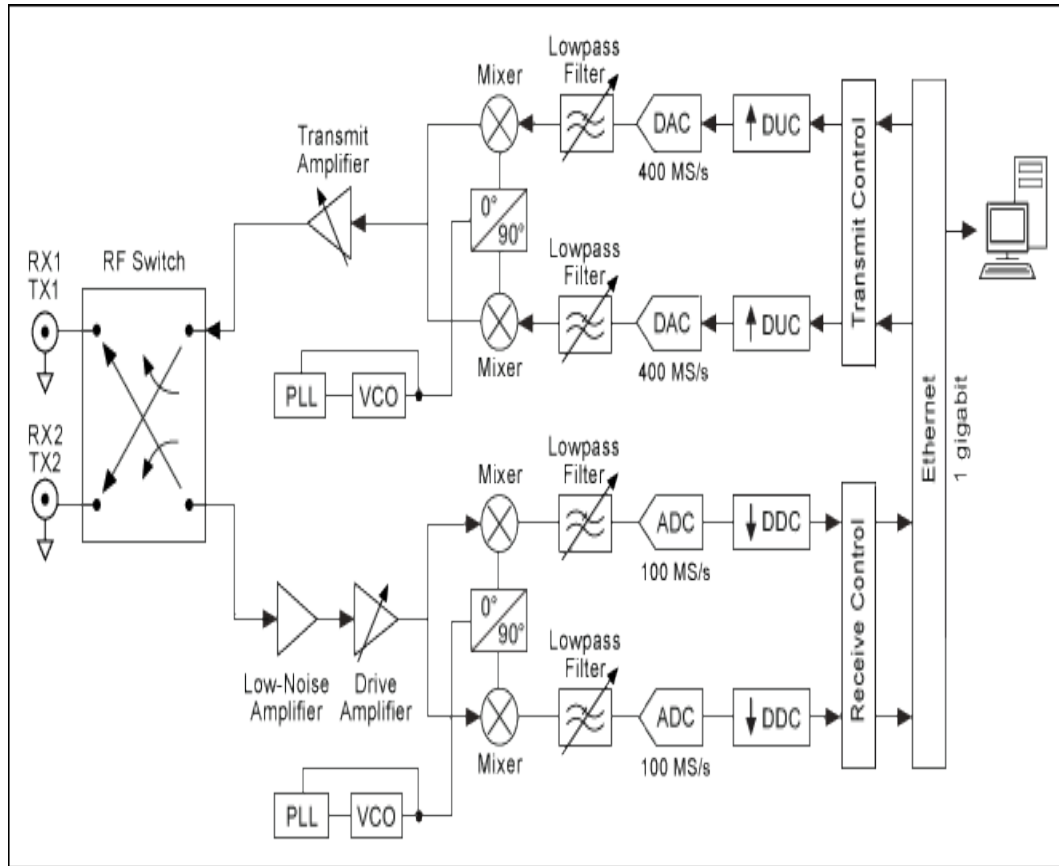 Mixer
Lowpass
Filter
DAC
400 MS/s
DUC
Transmit
Amplifier
0°
90°
RX1
TX1
RF Switch
Lowpass
Filter
DAC
400 MS/s
DUC
Mixer
Transmit Control
PLL
VCO
RX2
TX2
Ethernet
1 gigabit
Mixer
Lowpass
Filter
ADC
100 MS/s
DDC
0°
90°
Low-Noise
Amplifier
Drive
Amplifier
Lowpass
Filter
ADC
100 MS/s
DDC
Mixer
Receive Control
PLL
VCO